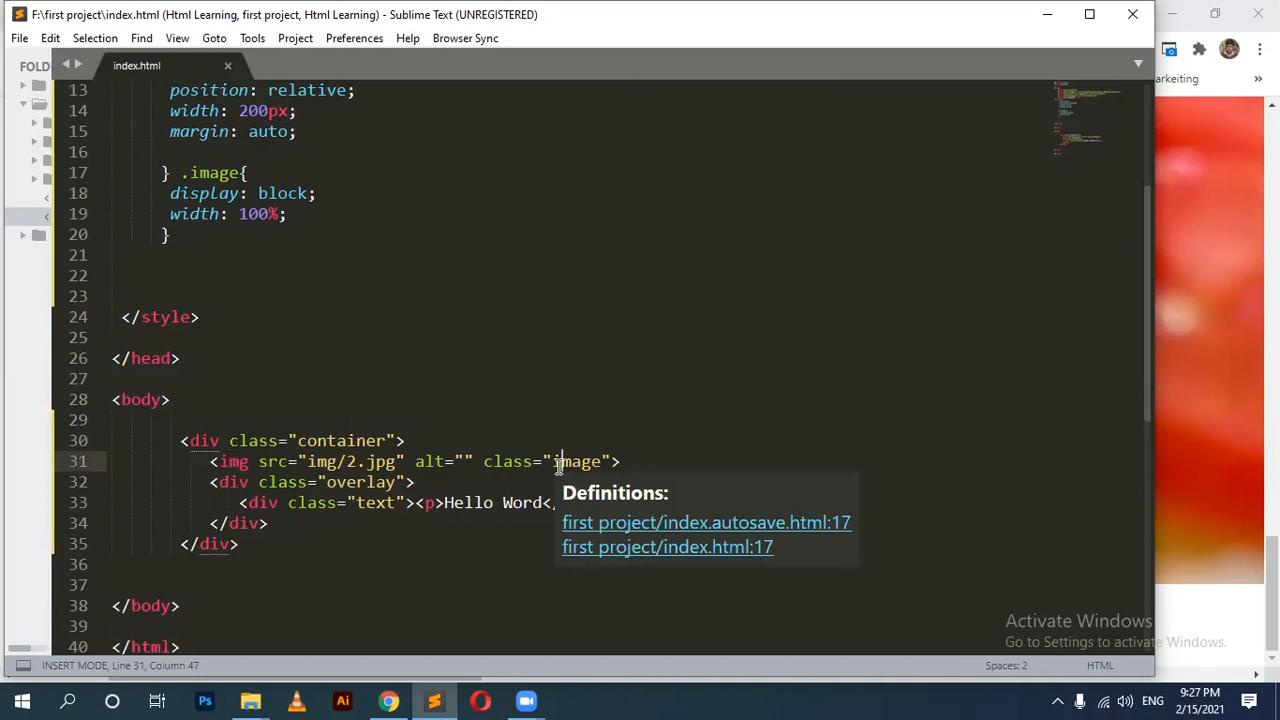 F:\first project\index.html (Html Learning, first project, Html Learning) - Sublime Text (UNREGISTERED)
File Edit Selection Find View Goto Tools Project Preferences Help Browser Sync
FOLD
index.html
arkeiting
13 position: relative;
14 width: 200px;
15 margin: auto;
16
17 } .image{
18 display: block;
19 width: 100%;
20 }
21
22
23
24 </style>
25
26 </head>
27
28 <body>
29
30 <div class="container">
31 <img src="img/2.jpg" alt="" class="image">
32 <div class="overlay">
33 <div class="text"><p>Hello Word</
34 </div>
35 </div>
36
37
38 </body>
39
40 </html>
Definitions:
first project/index.autosave.html:17
first project/index.html:17
Activate Windows
Go to Settings to activate Windows.
INSERT MODE, Line 31, Column 47
Spaces: 2
HTML
Ps
Ai
ENG
9:27 PM
2/15/2021